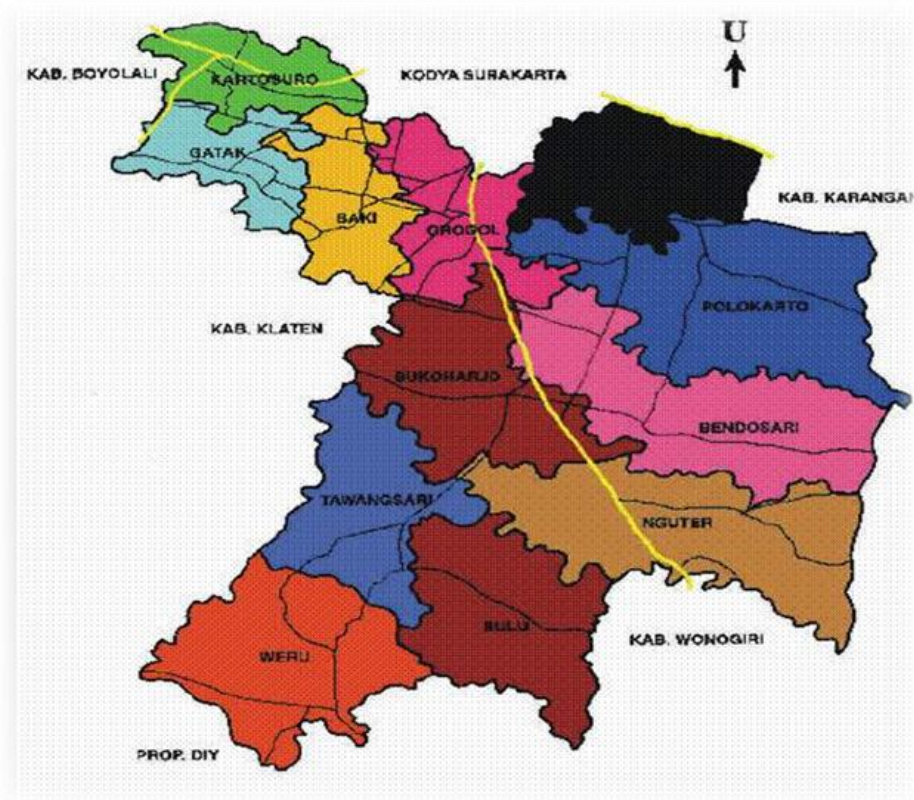 U
KAB. BOYOLALI
KARTOSURO
KODYA SURAKARTA
GATAK
KAB. KARANGAN
BAKI
GROGOL
POLOKARTO
KAB. KLATEN
SUKOHARJO
BENDOSARI
TAWANGSARI
NGUTER
BULU
KAB. WONOGIRI
WERU
PROP. DIY